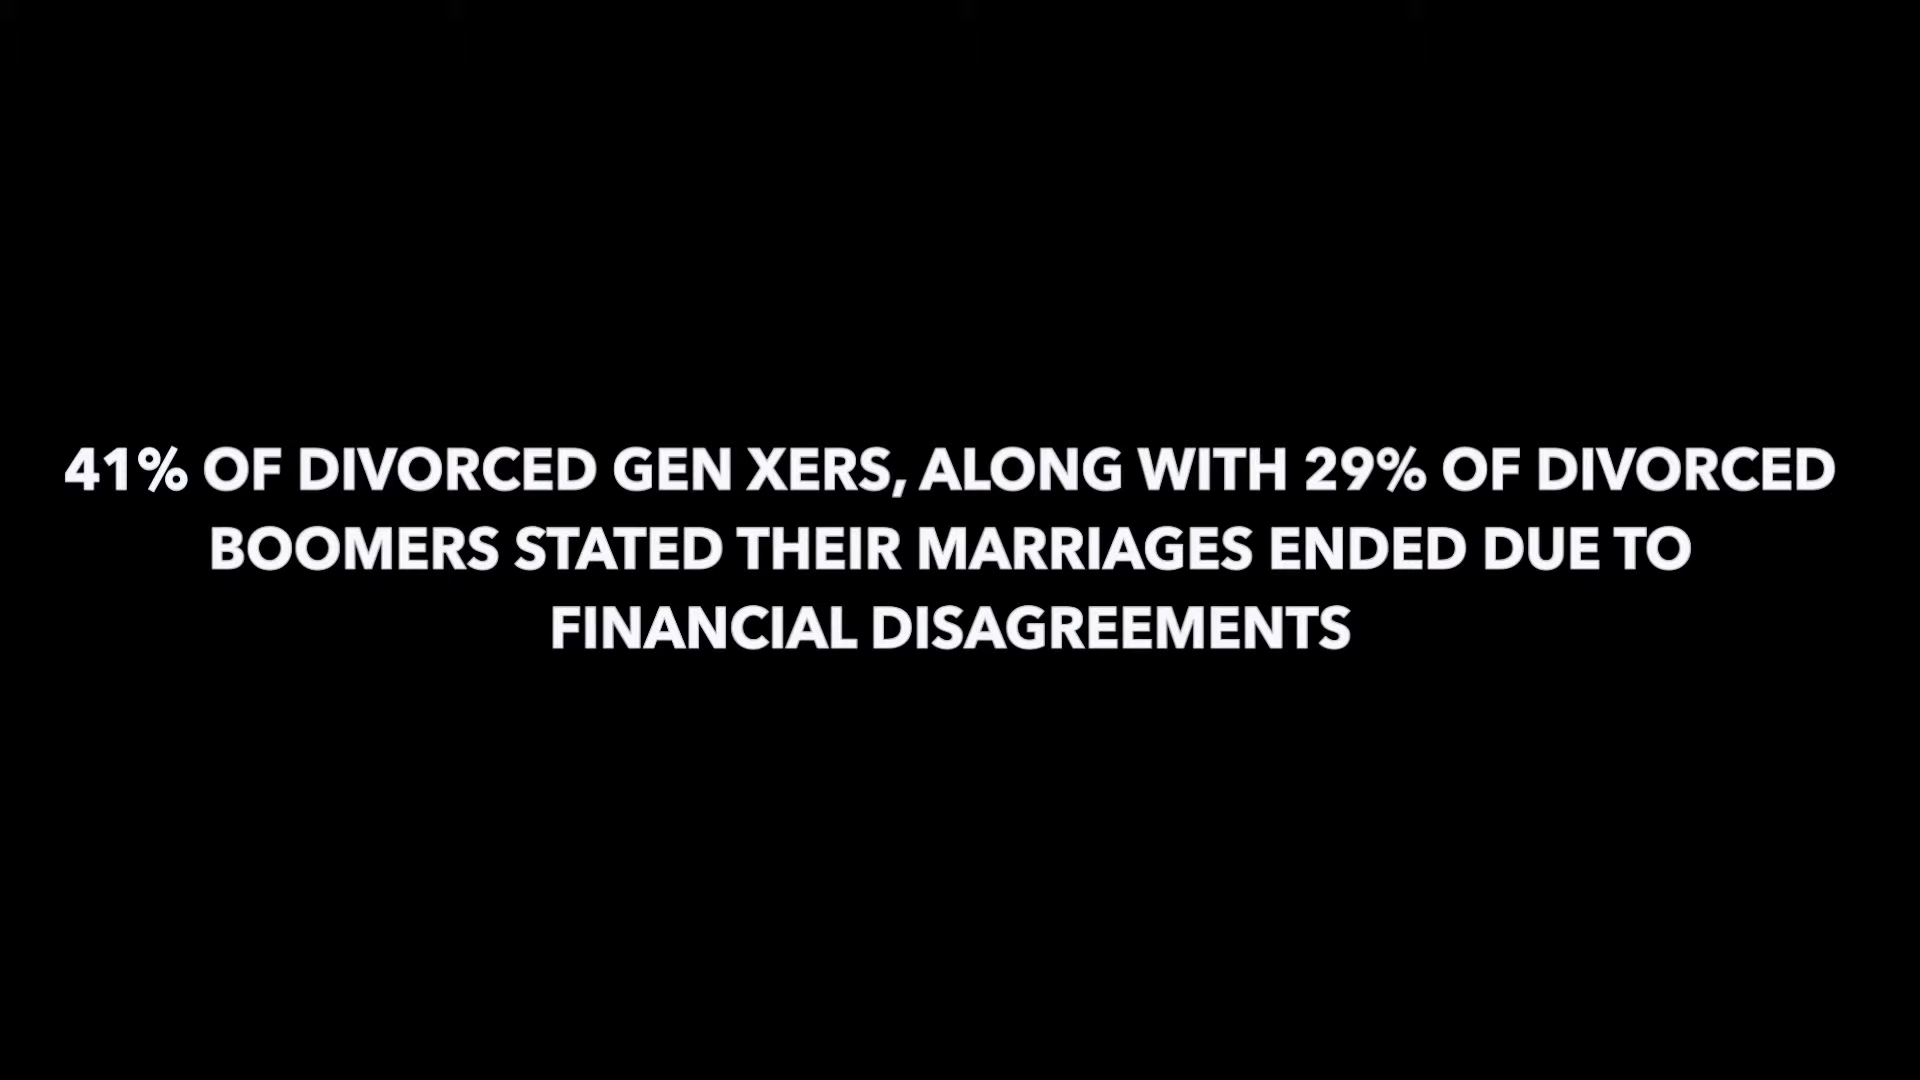 41% OF DIVORCED GEN XERS, ALONG WITH 29% OF DIVORCED
BOOMERS STATED THEIR MARRIAGES ENDED DUE TO
FINANCIAL DISAGREEMENTS